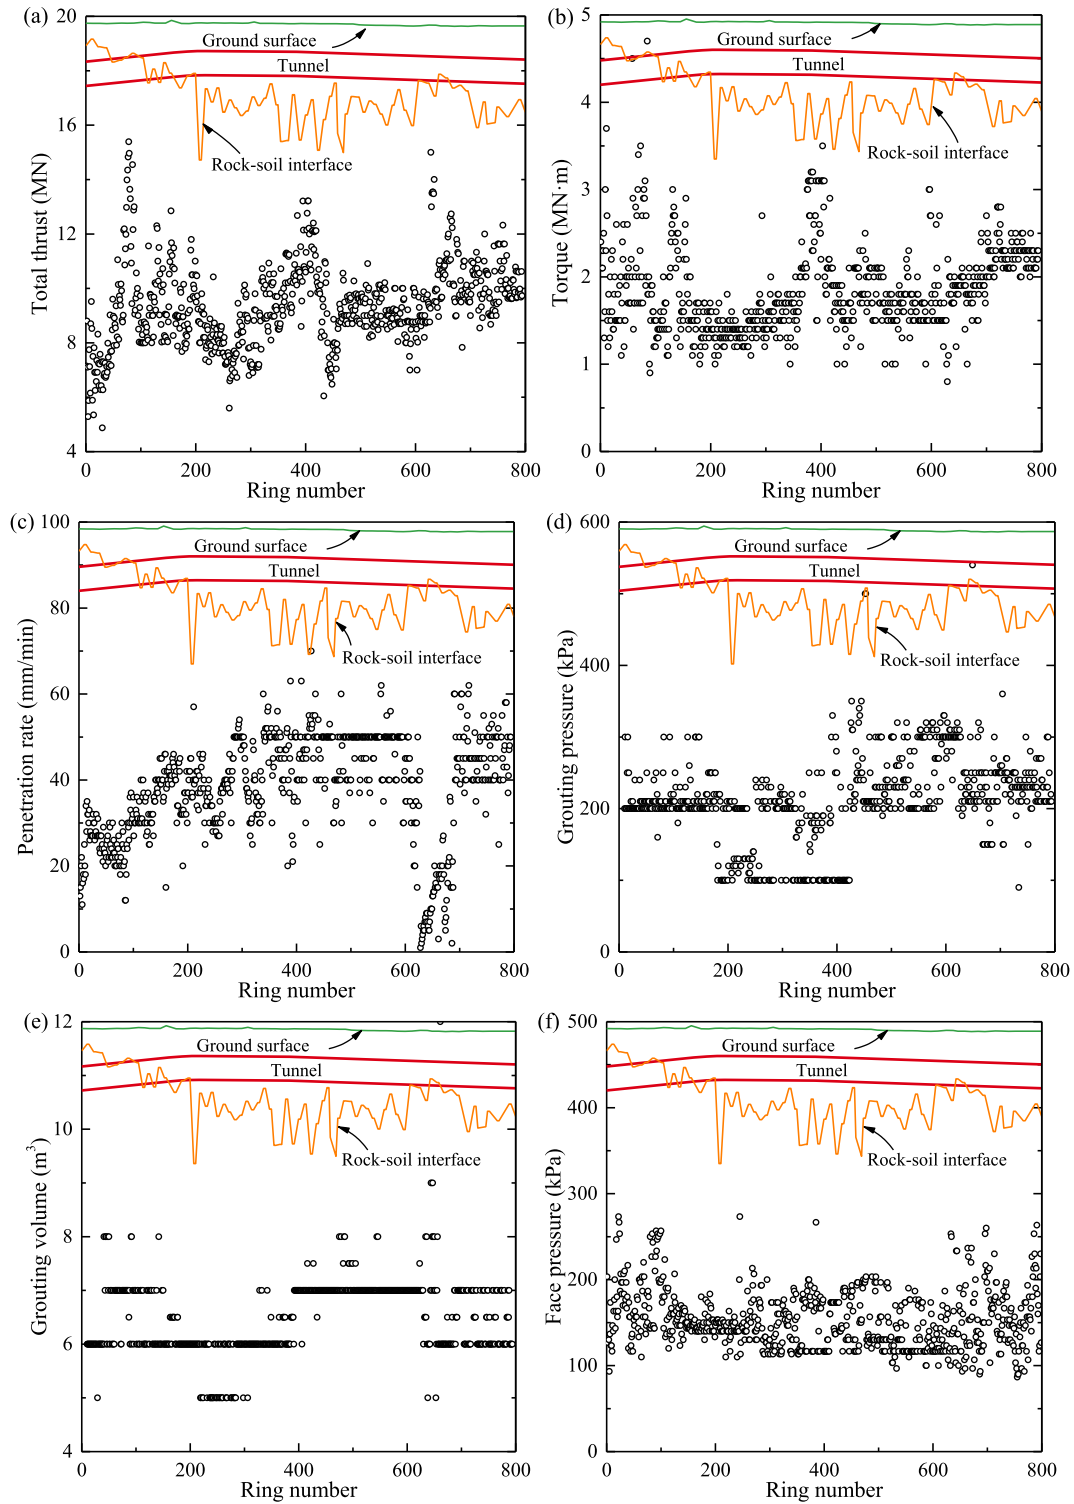 (a)
20
16
12
8
4
Total thrust (MN)
Ground surface
Tunnel
Rock-soil interface
0
200
400
600
800
Ring number
(b)
5
4
3
2
1
0
Torque (MN·m)
Ground surface
Tunnel
Rock-soil interface
0
200
400
600
800
Ring number
(c)
100
80
60
40
20
0
Penetration rate (mm/min)
Ground surface
Tunnel
Rock-soil interface
0
200
400
600
800
Ring number
(d)
600
400
200
0
Grouting pressure (kPa)
Ground surface
Tunnel
Rock-soil interface
0
200
400
600
800
Ring number
(e)
12
10
8
6
4
Grouting volume (m³)
Ground surface
Tunnel
Rock-soil interface
0
200
400
600
800
Ring number
(f)
500
400
300
200
100
0
Face pressure (kPa)
Ground surface
Tunnel
Rock-soil interface
0
200
400
600
800
Ring number